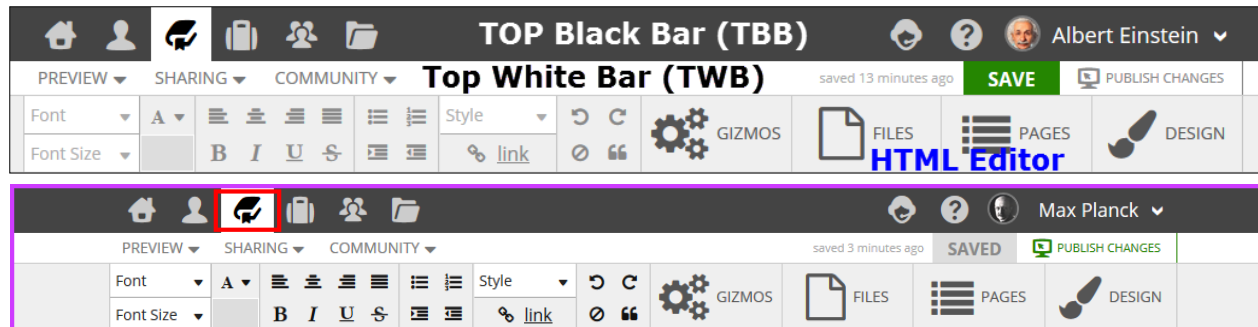 TOP Black Bar (TBB) Albert Einstein
PREVIEW SHARING COMMUNITY Top White Bar (TWB) saved 13 minutes ago SAVE PUBLISH CHANGES
Font A Style
GIZMOS FILES PAGES DESIGN
Font Size B I U S link
HTML Editor
Max Planck
PREVIEW SHARING COMMUNITY saved 3 minutes ago SAVED PUBLISH CHANGES
Font A Style
GIZMOS FILES PAGES DESIGN
Font Size B I U S link